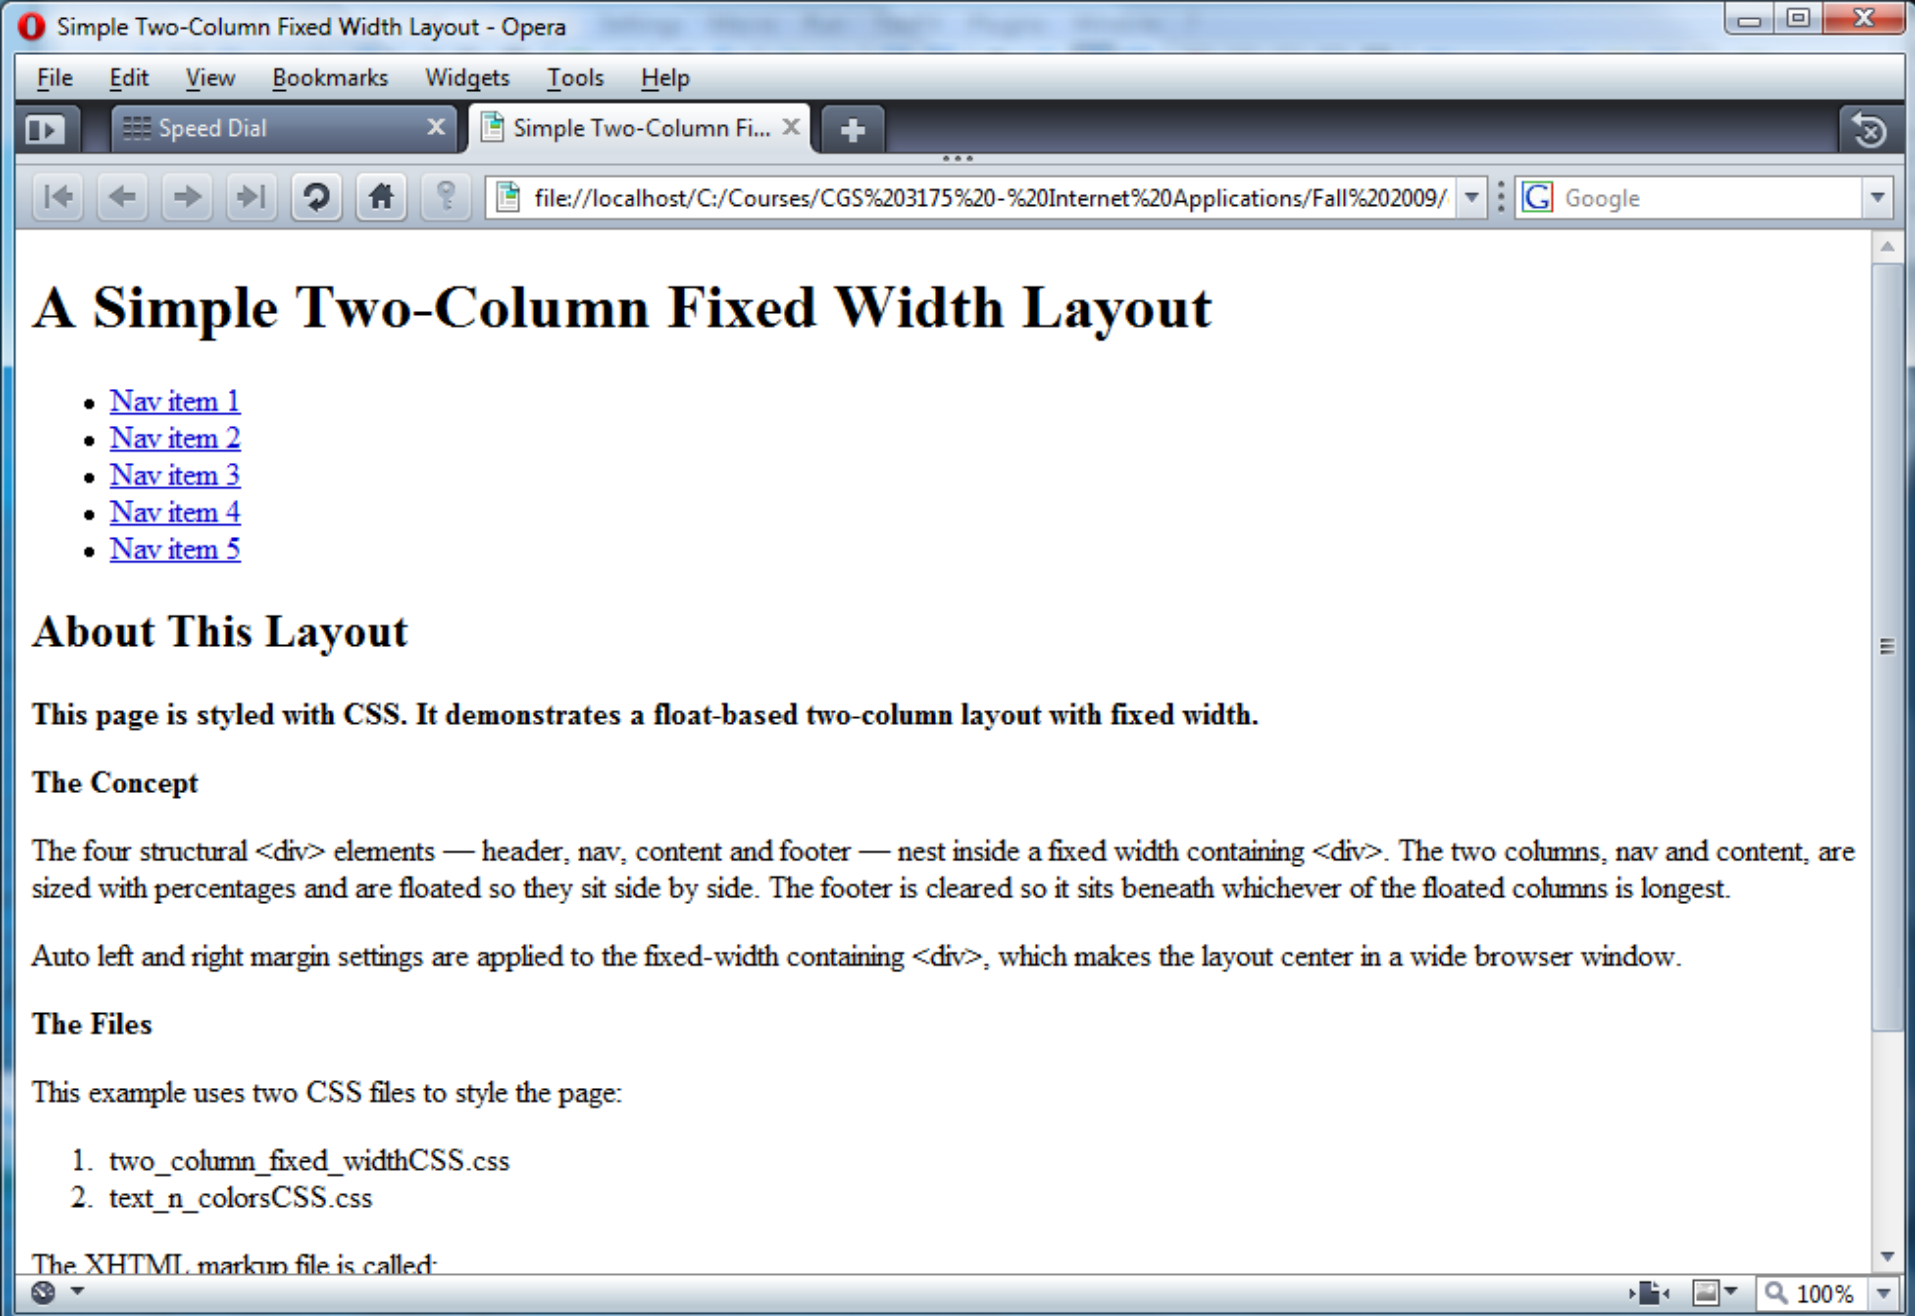 Simple Two-Column Fixed Width Layout - Opera
File Edit View Bookmarks Widgets Tools Help
Speed Dial Simple Two-Column Fi...
file://localhost/C:/Courses/CGS%203175%20-%20Internet%20Applications/Fall%202009/ Google
A Simple Two-Column Fixed Width Layout
• Nav item 1
• Nav item 2
• Nav item 3
• Nav item 4
• Nav item 5
About This Layout
This page is styled with CSS. It demonstrates a float-based two-column layout with fixed width.
The Concept
The four structural <div> elements — header, nav, content and footer — nest inside a fixed width containing <div>. The two columns, nav and content, are
sized with percentages and are floated so they sit side by side. The footer is cleared so it sits beneath whichever of the floated columns is longest.
Auto left and right margin settings are applied to the fixed-width containing <div>, which makes the layout center in a wide browser window.
The Files
This example uses two CSS files to style the page:
1. two_column_fixed_widthCSS.css
2. text_n_colorsCSS.css
The XHTML markup file is called:
100%